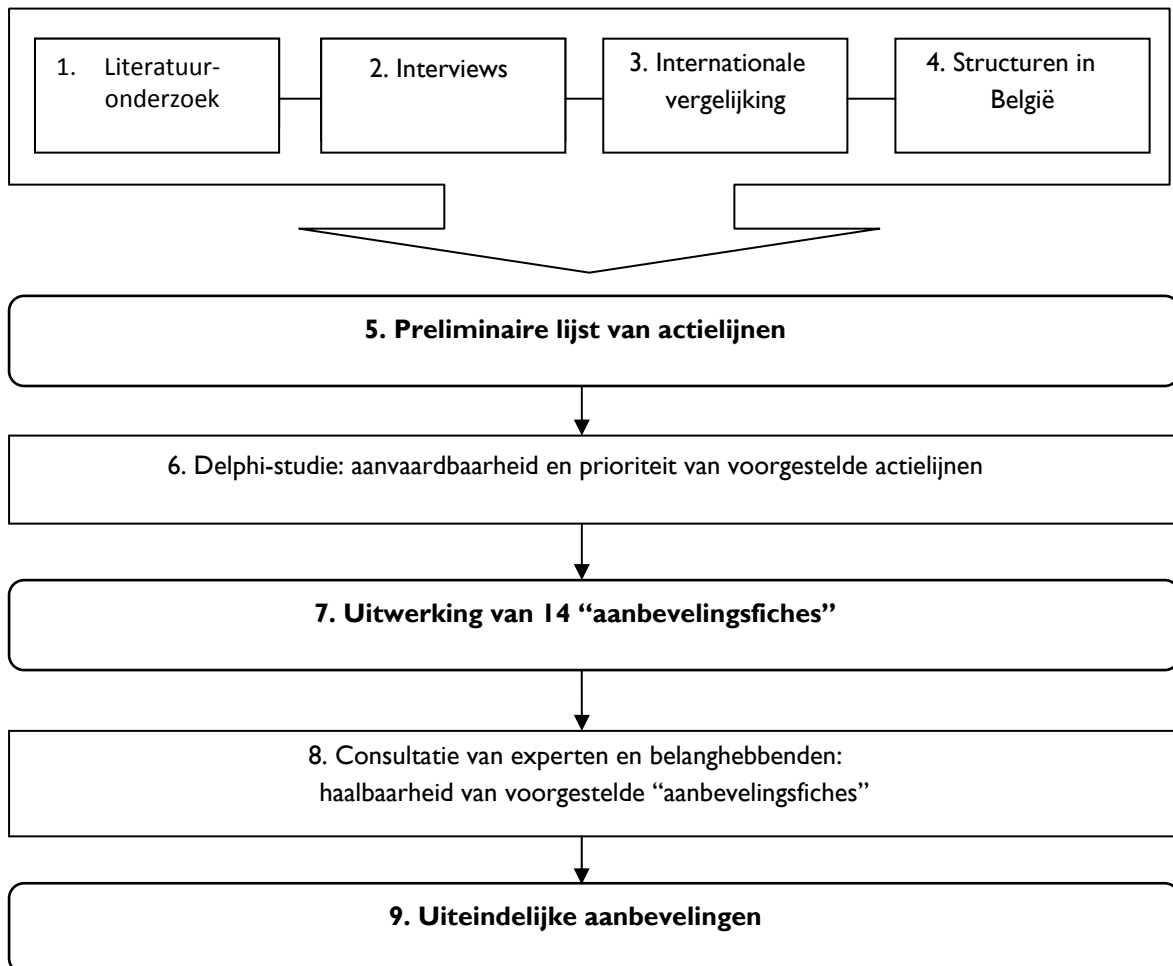 1. Literatuur-
onderzoek
2. Interviews
3. Internationale
vergelijking
4. Structuren in
België
5. Preliminaire lijst van actielijnen
6. Delphi-studie: aanvaardbaarheid en prioriteit van voorgestelde actielijnen
7. Uitwerking van 14 “aanbevelingsfiches”
8. Consultatie van experten en belanghebbenden:
haalbaarheid van voorgestelde “aanbevelingsfiches”
9. Uiteindelijke aanbevelingen